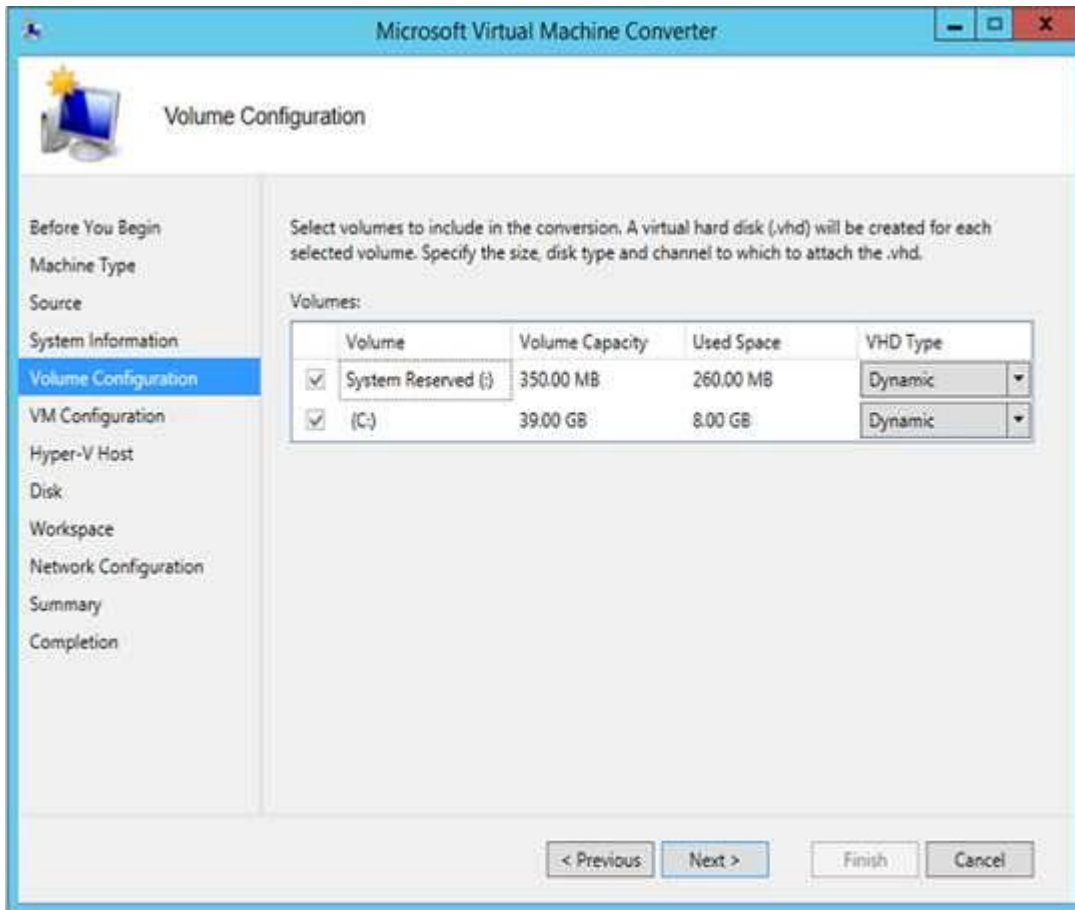 Microsoft Virtual Machine Converter
Volume Configuration
Before You Begin
Machine Type
Source
System Information
Volume Configuration
VM Configuration
Hyper-V Host
Disk
Workspace
Network Configuration
Summary
Completion
Select volumes to include in the conversion. A virtual hard disk (.vhd) will be created for each
selected volume. Specify the size, disk type and channel to which to attach the .vhd.
Volumes:
Volume Volume Capacity Used Space VHD Type
System Reserved (:) 350.00 MB 260.00 MB Dynamic
(C:) 39.00 GB 8.00 GB Dynamic
< Previous Next > Finish Cancel